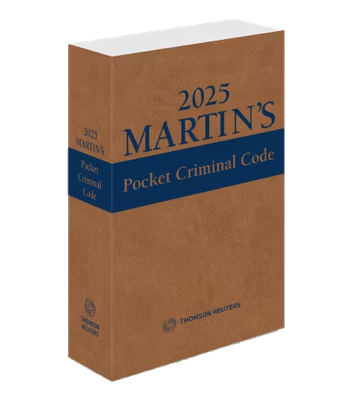 2025
MARTIN'S
Pocket Criminal Code
THOMSON REUTERS
2025
MARTIN'S
Pocket
Criminal
Code
THOMSON
REUTERS